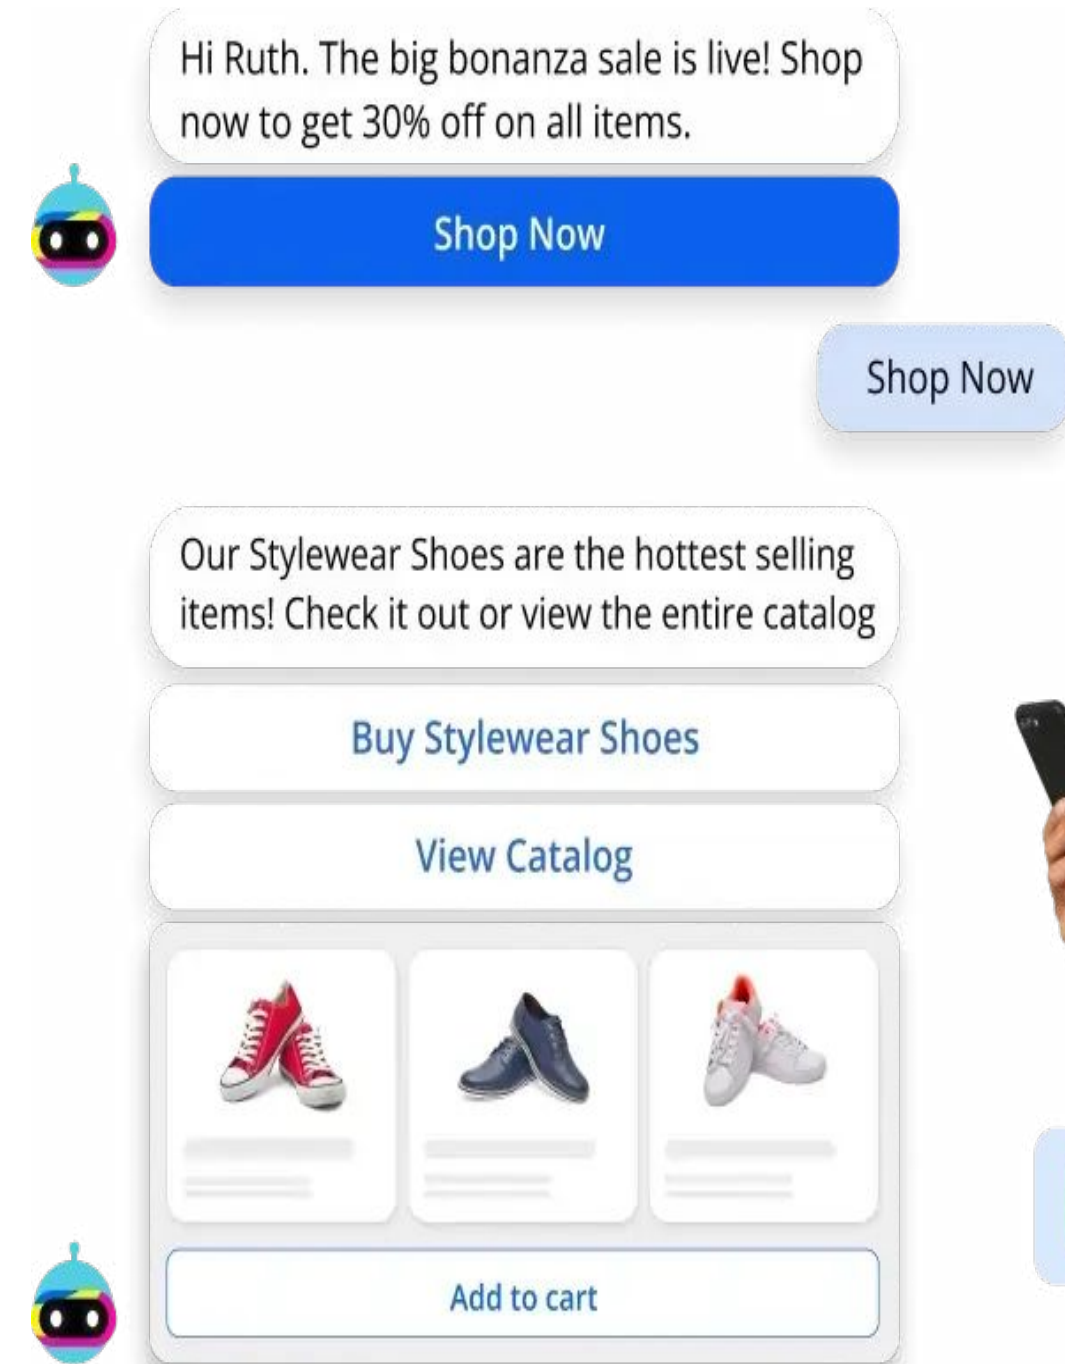 Hi Ruth. The big bonanza sale is live! Shop
now to get 30% off on all items.
Shop Now
Shop Now
Our Stylewear Shoes are the hottest selling
items! Check it out or view the entire catalog
Buy Stylewear Shoes
View Catalog
Add to cart